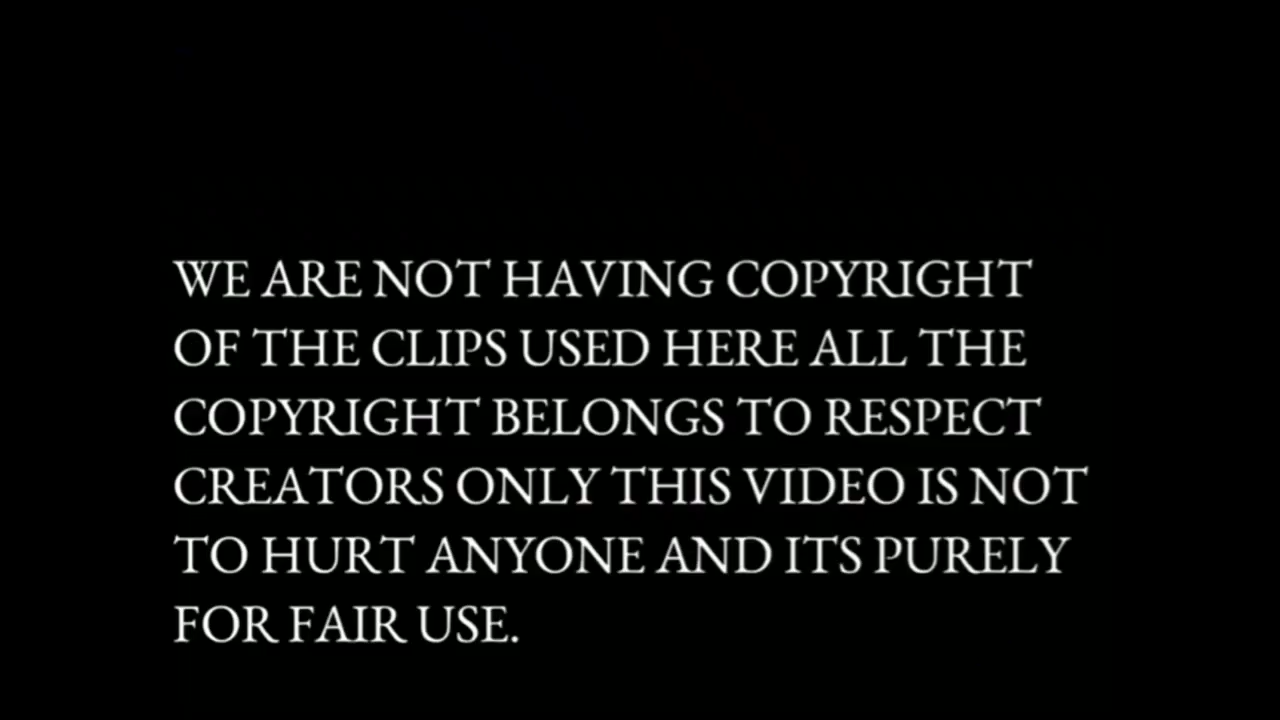 WE ARE NOT HAVING COPYRIGHT
OF THE CLIPS USED HERE ALL THE
COPYRIGHT BELONGS TO RESPECT
CREATORS ONLY THIS VIDEO IS NOT
TO HURT ANYONE AND ITS PURELY
FOR FAIR USE.